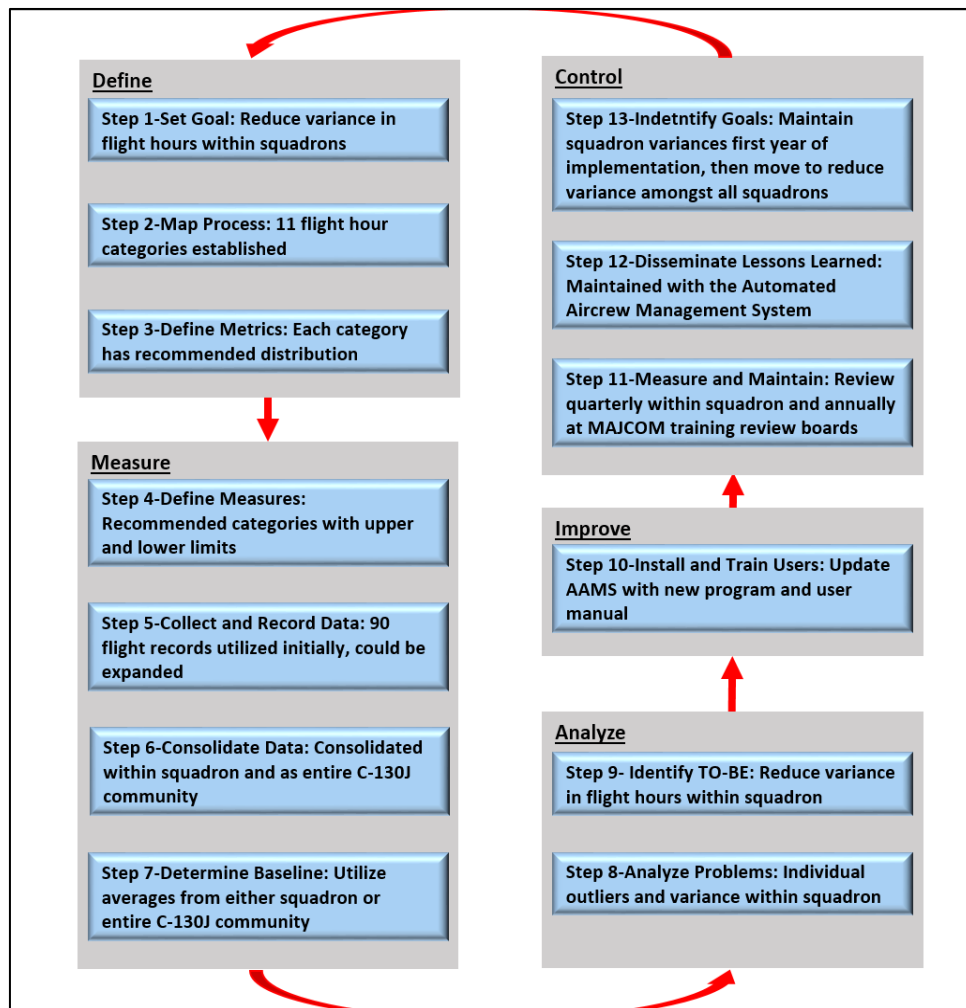 Define
Step 1-Set Goal: Reduce variance in
flight hours within squadrons
Step 2-Map Process: 11 flight hour
categories established
Step 3-Define Metrics: Each category
has recommended distribution
Measure
Step 4-Define Measures:
Recommended categories with upper
and lower limits
Step 5-Collect and Record Data: 90
flight records utilized initially, could be
expanded
Step 6-Consolidate Data: Consolidated
within squadron and as entire C-130J
community
Step 7-Determine Baseline: Utilize
averages from either squadron or
entire C-130J community
Control
Step 13-Indetntify Goals: Maintain
squadron variances first year of
implementation, then move to reduce
variance amongst all squadrons
Step 12-Disseminate Lessons Learned:
Maintained with the Automated
Aircrew Management System
Step 11-Measure and Maintain: Review
quarterly within squadron and annually
at MAJCOM training review boards
Improve
Step 10-Install and Train Users: Update
AAMS with new program and user
manual
Analyze
Step 9- Identify TO-BE: Reduce variance
in flight hours within squadron
Step 8-Analyze Problems: Individual
outliers and variance within squadron